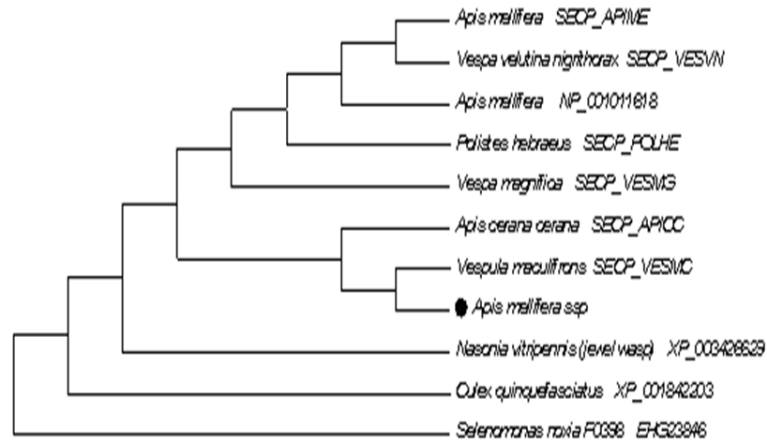 Apis mellifera SECP_APIME
Vespa velutina nigrithorax SECP_VESVN
Apis mellifera NP_001011618
Polistes hebraeus SECP_POLHE
Vespa magnifica SECP_VESMG
Apis cerana cerana SECP_APICC
Vespula maculifrons SECP_VESMC
Apis mellifera ssp
Nasonia vitripennis (jewel wasp) XP_003426629
Culex quinquefasciatus XP_001842203
Selenomonas noxia F0398 EHG23846